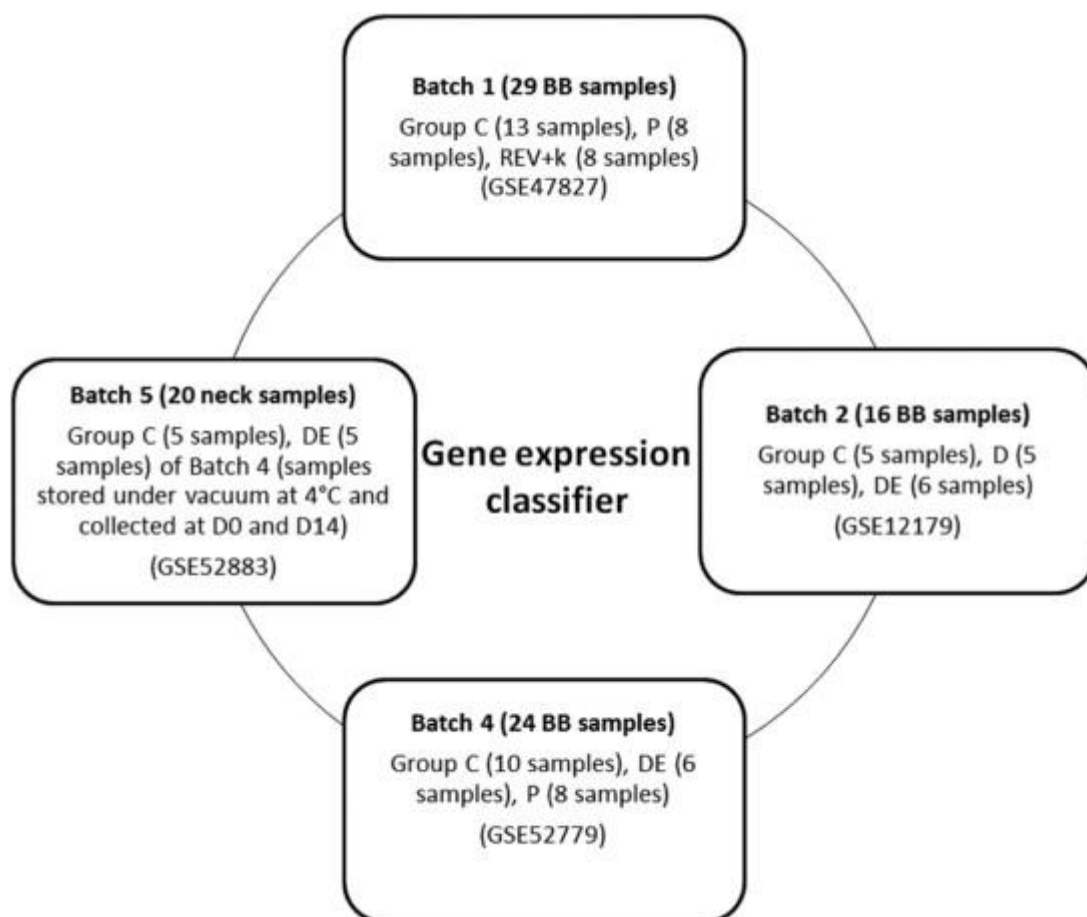 Batch 1 (29 BB samples)
Group C (13 samples), P (8
samples), REV+k (8 samples)
(GSE47827)
Batch 5 (20 neck samples)
Group C (5 samples), DE (5
samples) of Batch 4 (samples
stored under vacuum at 4°C and
collected at D0 and D14)
(GSE52883)
Gene expression
classifier
Batch 2 (16 BB samples)
Group C (5 samples), D (5
samples), DE (6 samples)
(GSE12179)
Batch 4 (24 BB samples)
Group C (10 samples), DE (6
samples), P (8 samples)
(GSE52779)